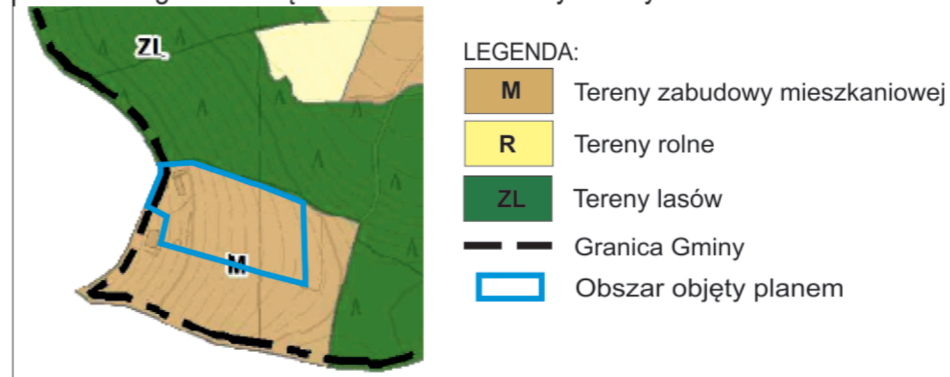 ZL
M
LEGENDA:
M Tereny zabudowy mieszkaniowej
R Tereny rolne
ZL Tereny lasów
Granica Gminy
Obszar objęty planem